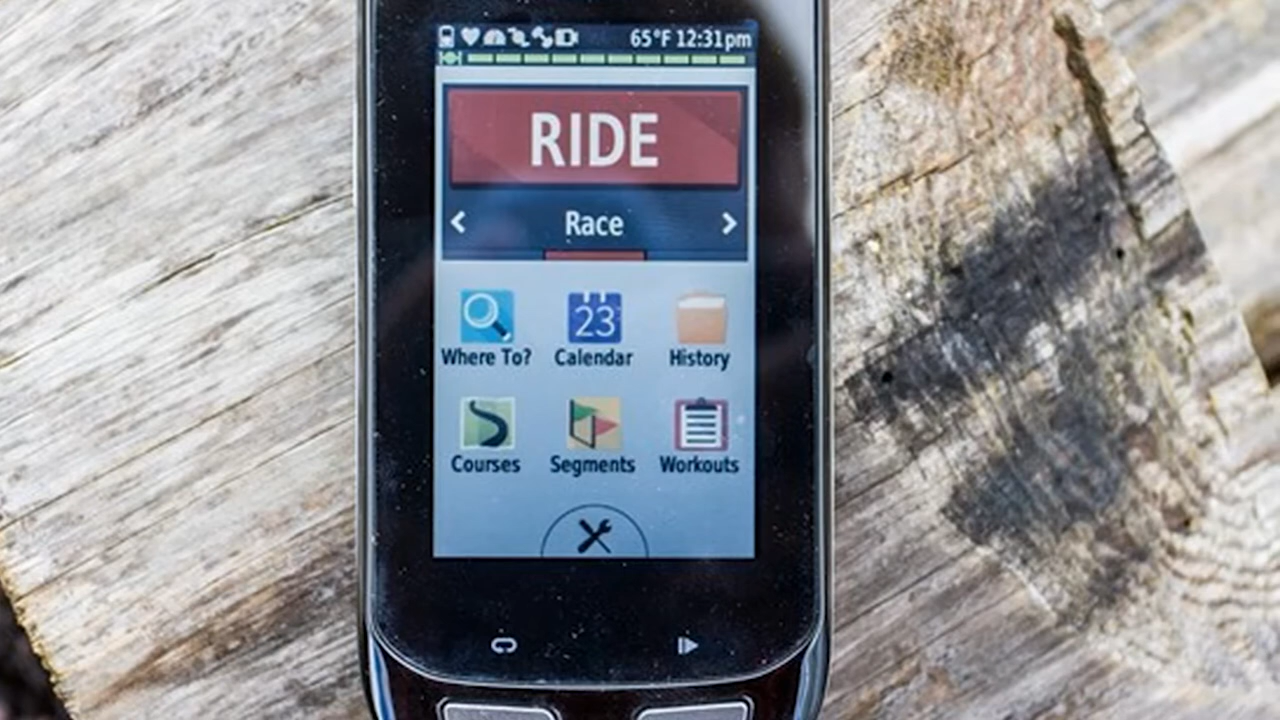 65°F 12:31pm
RIDE
Race
23
Where To? Calendar History
Courses Segments Workouts